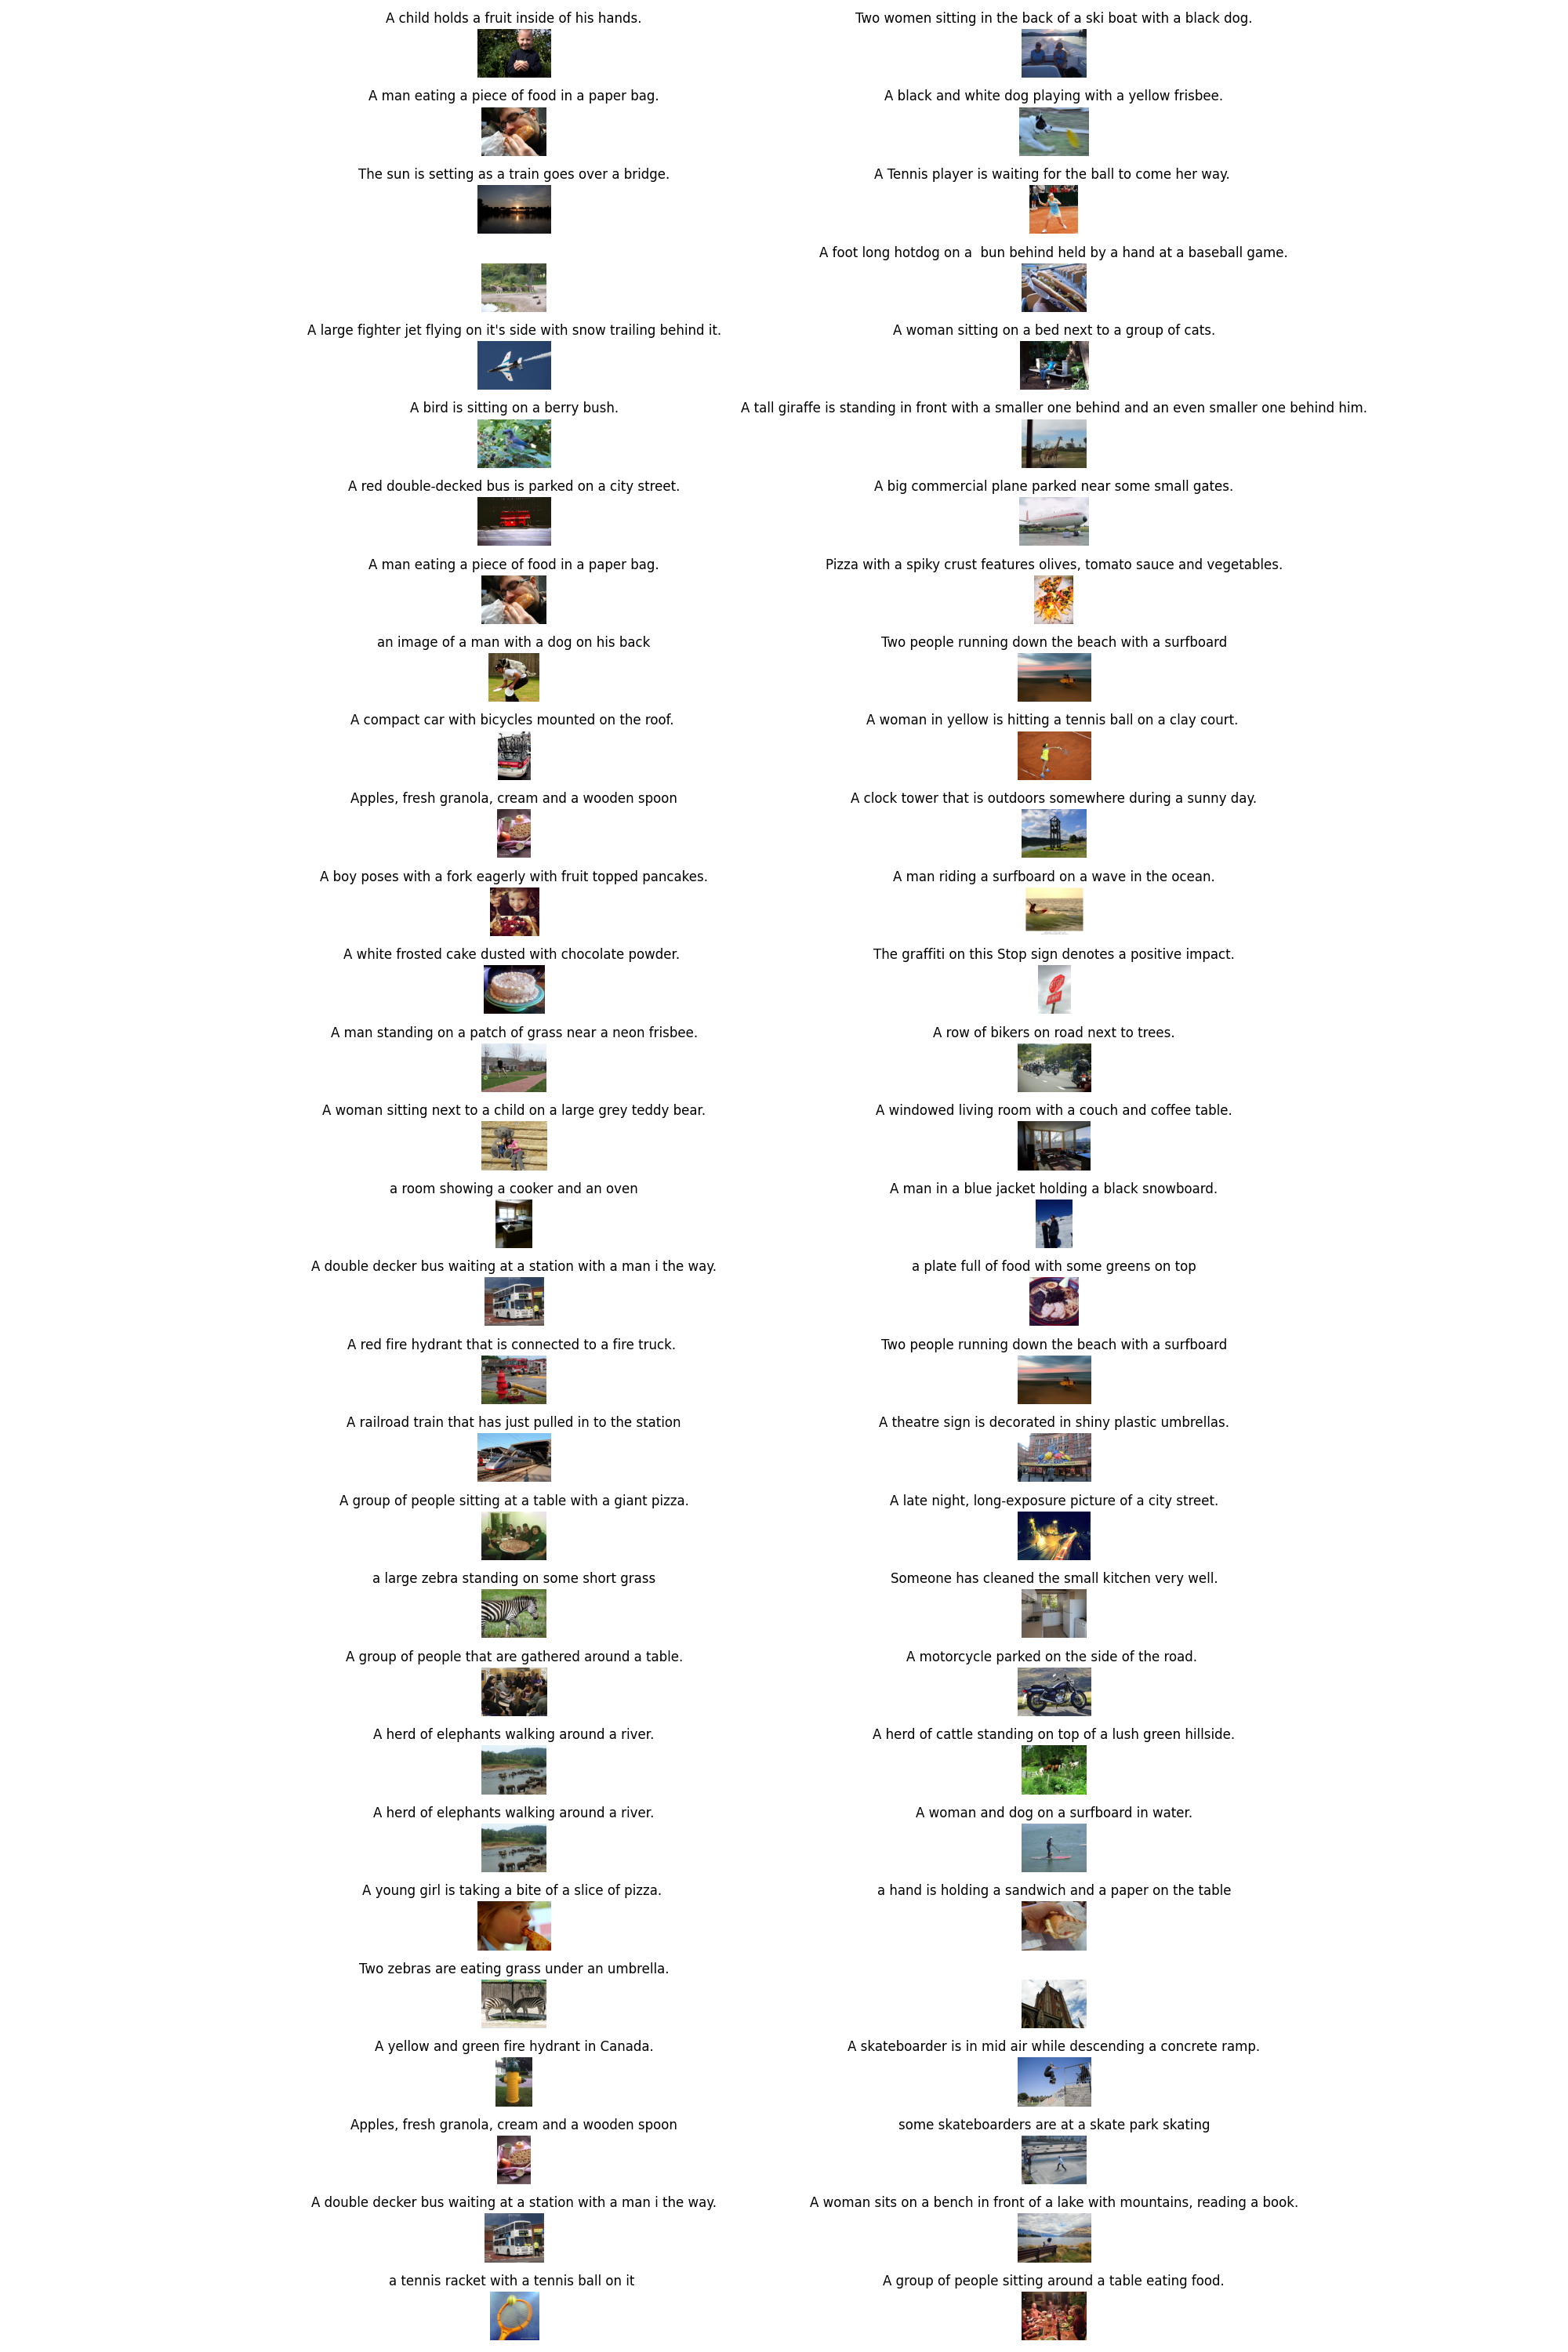 A child holds a fruit inside of his hands.
Two women sitting in the back of a ski boat with a black dog.
A man eating a piece of food in a paper bag.
A black and white dog playing with a yellow frisbee.
The sun is setting as a train goes over a bridge.
A Tennis player is waiting for the ball to come her way.
A foot long hotdog on a  bun behind held by a hand at a baseball game.
A large fighter jet flying on it's side with snow trailing behind it.
A woman sitting on a bed next to a group of cats.
A bird is sitting on a berry bush.
A tall giraffe is standing in front with a smaller one behind and an even smaller one behind him.
A red double-decked bus is parked on a city street.
A big commercial plane parked near some small gates.
A man eating a piece of food in a paper bag.
Pizza with a spiky crust features olives, tomato sauce and vegetables.
an image of a man with a dog on his back
Two people running down the beach with a surfboard
A compact car with bicycles mounted on the roof.
A woman in yellow is hitting a tennis ball on a clay court.
Apples, fresh granola, cream and a wooden spoon
A clock tower that is outdoors somewhere during a sunny day.
A boy poses with a fork eagerly with fruit topped pancakes.
A man riding a surfboard on a wave in the ocean.
A white frosted cake dusted with chocolate powder.
The graffiti on this Stop sign denotes a positive impact.
A man standing on a patch of grass near a neon frisbee.
A row of bikers on road next to trees.
A woman sitting next to a child on a large grey teddy bear.
A windowed living room with a couch and coffee table.
a room showing a cooker and an oven
A man in a blue jacket holding a black snowboard.
A double decker bus waiting at a station with a man i the way.
a plate full of food with some greens on top
A red fire hydrant that is connected to a fire truck.
Two people running down the beach with a surfboard
A railroad train that has just pulled in to the station
A theatre sign is decorated in shiny plastic umbrellas.
A group of people sitting at a table with a giant pizza.
A late night, long-exposure picture of a city street.
a large zebra standing on some short grass
Someone has cleaned the small kitchen very well.
A group of people that are gathered around a table.
A motorcycle parked on the side of the road.
A herd of elephants walking around a river.
A herd of cattle standing on top of a lush green hillside.
A herd of elephants walking around a river.
A woman and dog on a surfboard in water.
A young girl is taking a bite of a slice of pizza.
a hand is holding a sandwich and a paper on the table
Two zebras are eating grass under an umbrella.
A yellow and green fire hydrant in Canada.
A skateboarder is in mid air while descending a concrete ramp.
Apples, fresh granola, cream and a wooden spoon
some skateboarders are at a skate park skating
A double decker bus waiting at a station with a man i the way.
A woman sits on a bench in front of a lake with mountains, reading a book.
a tennis racket with a tennis ball on it
A group of people sitting around a table eating food.